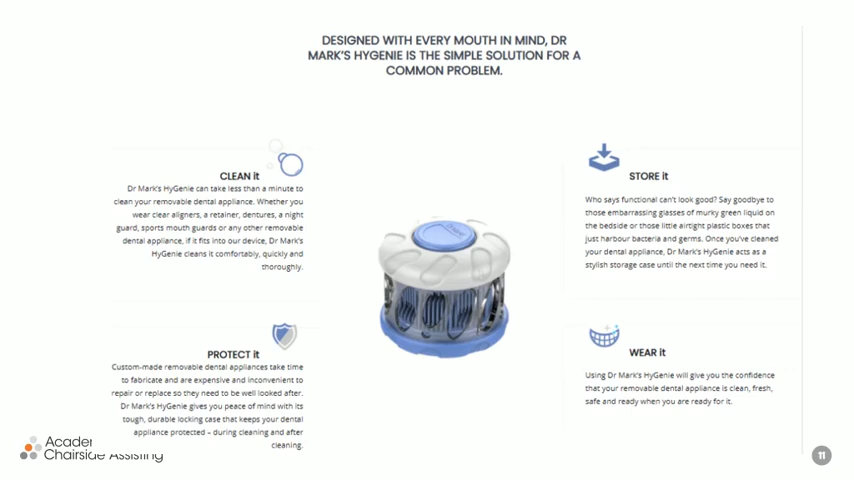 DESIGNED WITH EVERY MOUTH IN MIND, DR
MARK'S HYGENIE IS THE SIMPLE SOLUTION FOR A
COMMON PROBLEM.
CLEAN it
Dr Mark's HyGenie can take less than a minute to
clean your removable dental appliance. Whether you
wear clear aligners, a retainer, dentures, a night
guard, sports mouth guards or any other removable
dental appliance, if it fits into our device, Dr Mark's
HyGenie cleans it comfortably, quickly and
thoroughly.
STORE it
Who says functional can't look good? Say goodbye to
those embarrassing glasses of murky green liquid on
the bedside or those little airtight plastic boxes that
just harbour bacteria and germs. Once you've cleaned
your dental appliance, Dr Mark's HyGenie acts as a
stylish storage case until the next time you need it.
PROTECT it
Custom-made removable dental appliances take time
to fabricate and are expensive and inconvenient to
repair or replace so they need to be well looked after.
Dr Mark's HyGenie gives you peace of mind with its
tough, durable locking case that keeps your dental
appliance protected – during cleaning and after
cleaning.
WEAR it
Using Dr Mark's HyGenie will give you the confidence
that your removable dental appliance is clean, fresh,
safe and ready when you are ready for it.
Acader
Chairside Assisting
11